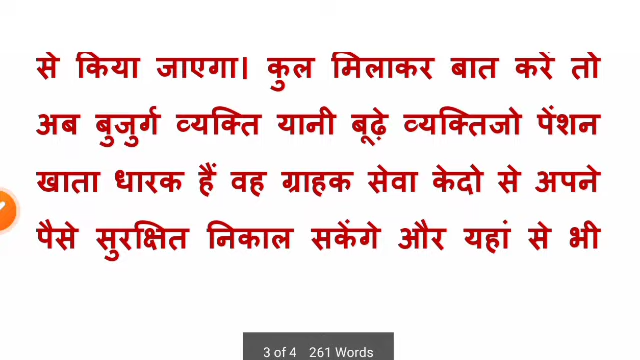 से किया जाएगा। कुल मिलाकर बात करें तो
अब बुजुर्ग व्यक्ति यानी बूढ़े व्यक्तिजो पेंशन
खाता धारक हैं वह ग्राहक सेवा केदो से अपने
पैसे सुरक्षित निकाल सकेंगे और यहां से भी
3 of 4 261 Words